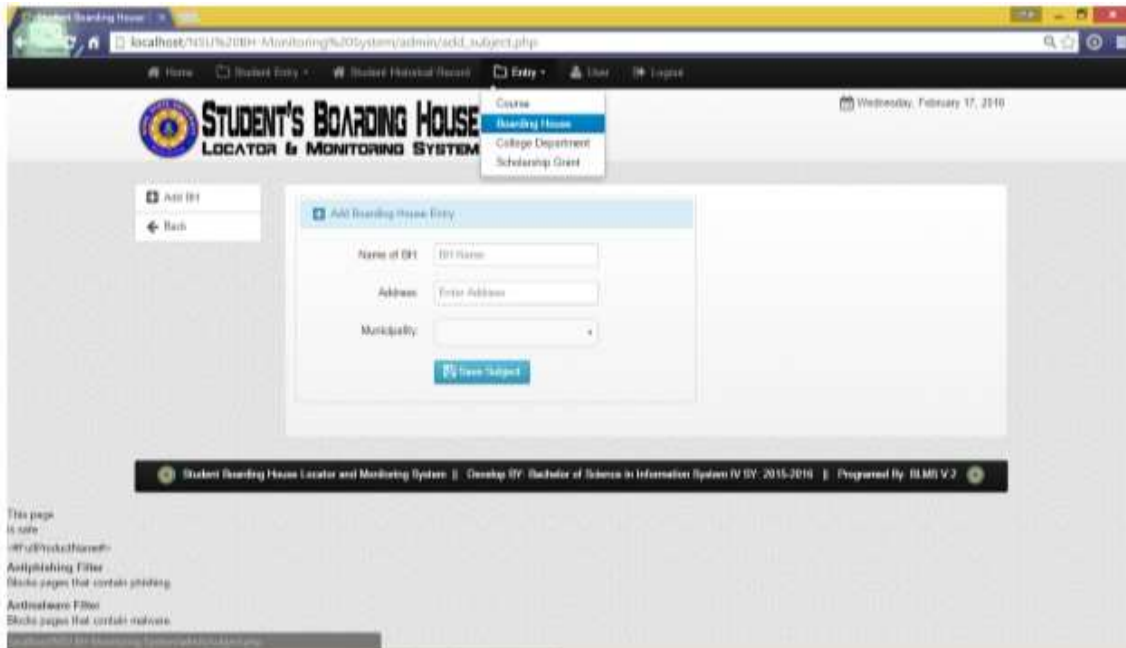 Student Boarding House
localhost/NSU%20BH-Monitoring%20System/admin/add_subject.php
Home Student Entry Student Historical Record Entry User Logout
Course
Boarding House
College Department
Scholarship Grant
STUDENT'S BOARDING HOUSE
LOCATOR & MONITORING SYSTEM
Wednesday, February 17, 2016
Add BH
Back
Add Boarding House Entry
Name of BH BH Name
Address Enter Address
Municipality
Save Subject
Student Boarding House Locator and Monitoring System || Develop BY: Bachelor of Science in Information System IV SY: 2015-2016 || Programed By: BLMS V.2
This page
is safe
Antiphishing Filter
Blocks pages that contain phishing.
Antimalware Filter
Blocks pages that contain malware.